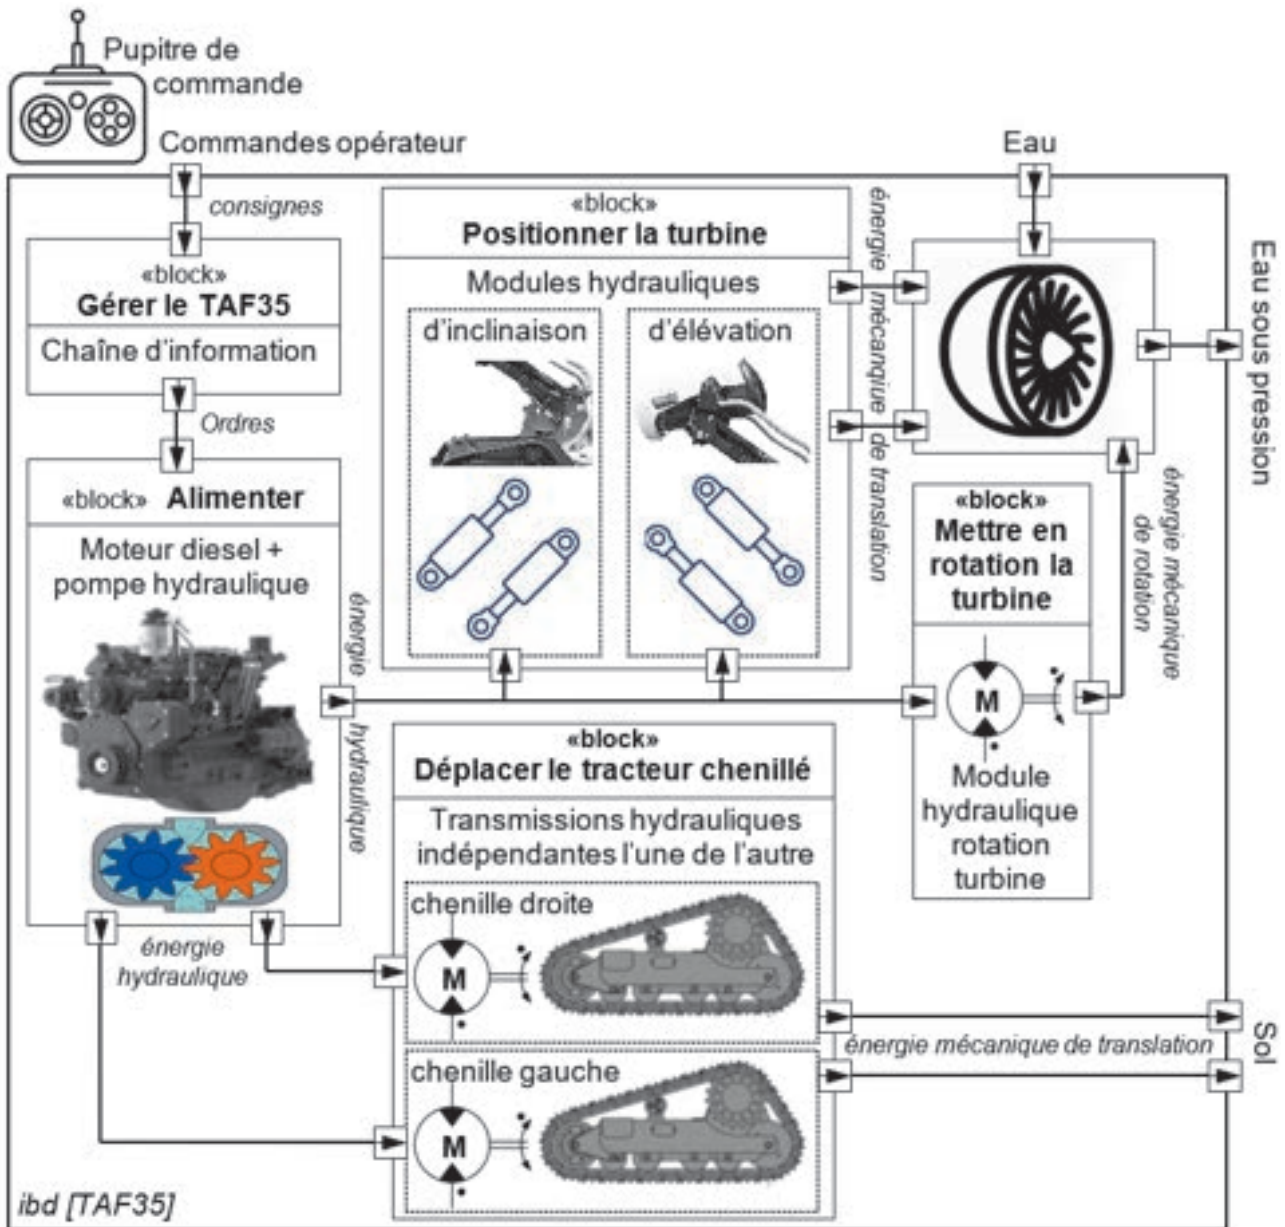 Pupitre de
commande
Commandes opérateur
Eau
consignes
«block»
Gérer le TAF35
Chaîne d'information
Ordres
«block» Alimenter
Moteur diesel +
pompe hydraulique
énergie
hydraulique
énergie
hydraulique
«block»
Positionner la turbine
Modules hydrauliques
d'inclinaison
d'élévation
énergie mécanqiue de translation
Eau sous pression
«block»
Mettre en
rotation la
turbine
M
Module
hydraulique
rotation
turbine
énergie mécanique
de rotation
«block»
Déplacer le tracteur chenillé
Transmissions hydrauliques
indépendantes l'une de l'autre
chenille droite
M
chenille gauche
M
énergie mécanique de translation
Sol
ibd [TAF35]